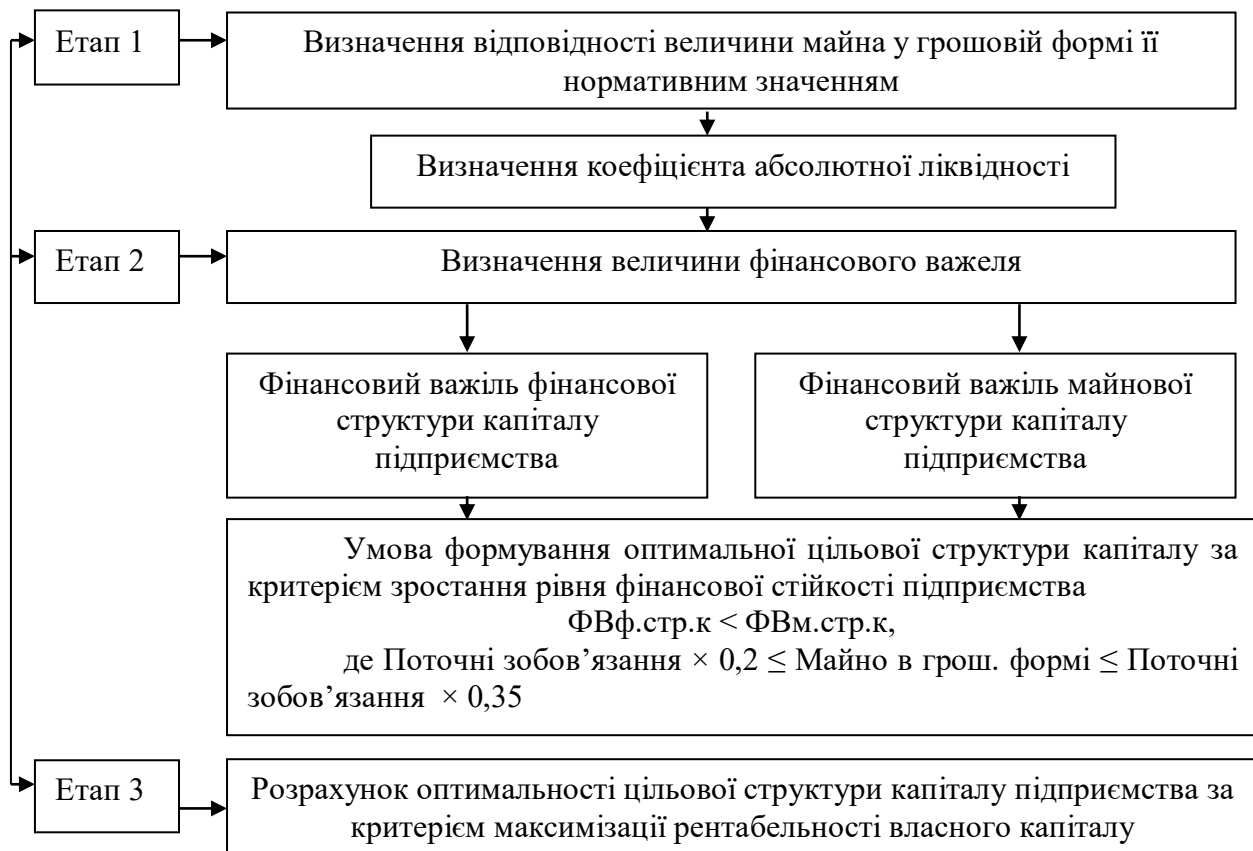 Етап 1
Визначення відповідності величини майна у грошовій формі її
нормативним значенням
Визначення коефіцієнта абсолютної ліквідності
Етап 2
Визначення величини фінансового важеля
Фінансовий важіль фінансової
структури капіталу
підприємства
Фінансовий важіль майнової
структури капіталу
підприємства
Умова формування оптимальної цільової структури капіталу за
критерієм зростання рівня фінансової стійкості підприємства
ФВф.стр.к < ФВм.стр.к,
де Поточні зобов’язання × 0,2 ≤ Майно в грош. формі ≤ Поточні
зобов’язання × 0,35
Етап 3
Розрахунок оптимальності цільової структури капіталу підприємства за
критерієм максимізації рентабельності власного капіталу